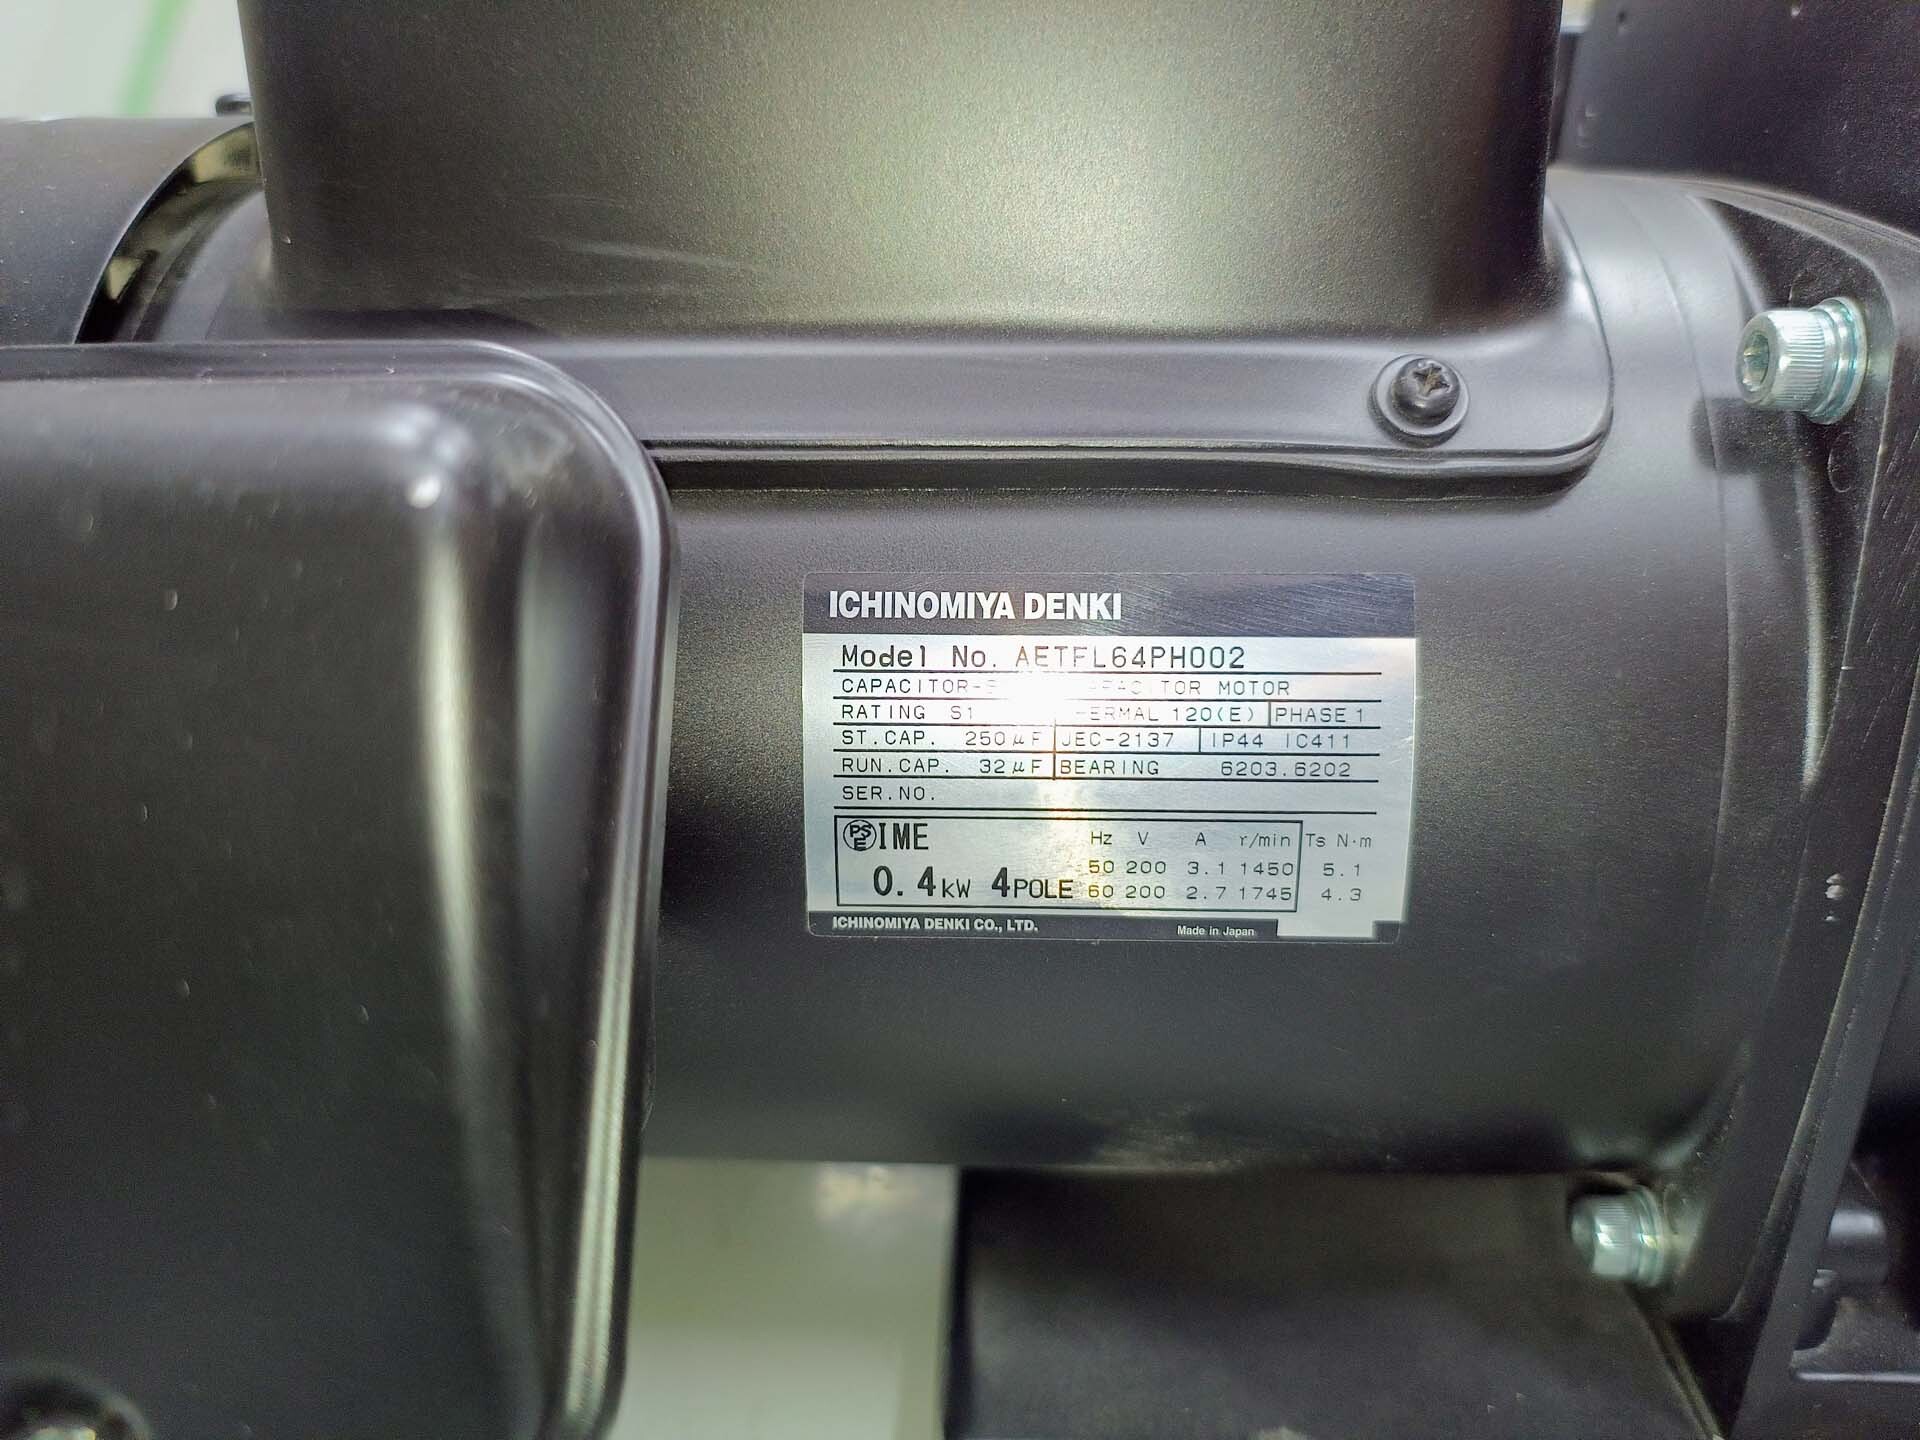 ICHINOMIYA DENKI
Model No. AETFL64PH002
CAPACITOR- MOTOR
RATING S1 120(E) PHASE 1
ST.CAP. 250μF JEC-2137 IP44 IC411
RUN.CAP. 32μF BEARING 6203.6202
SER.NO.
PSE IME Hz V A r/min Ts N·m
50 200 3.1 1450 5.1
0.4kW 4POLE 60 200 2.7 1745 4.3
ICHINOMIYA DENKI CO., LTD. Made in Japan